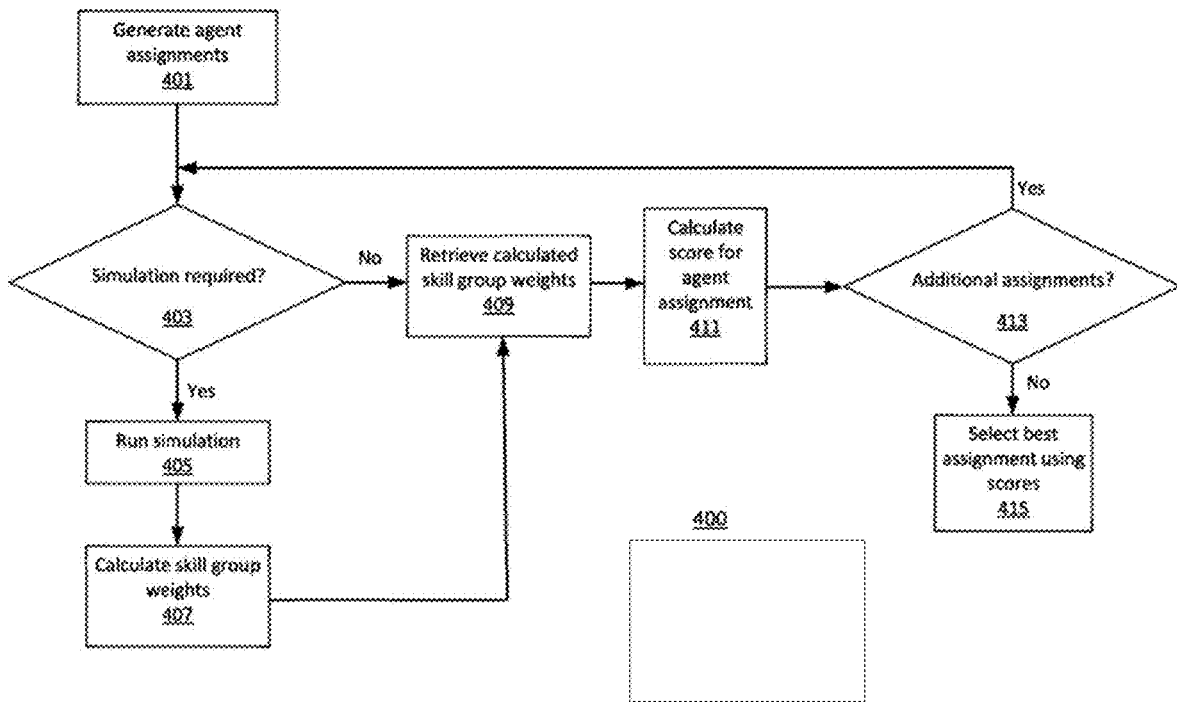 Generate agent
assignments
401
Yes
Simulation required?
403
No
Retrieve calculated
skill group weights
409
Calculate
score for
agent
assignment
411
Additional assignments?
413
Yes
Run simulation
405
No
Select best
assignment using
scores
415
400
Calculate skill group
weights
407